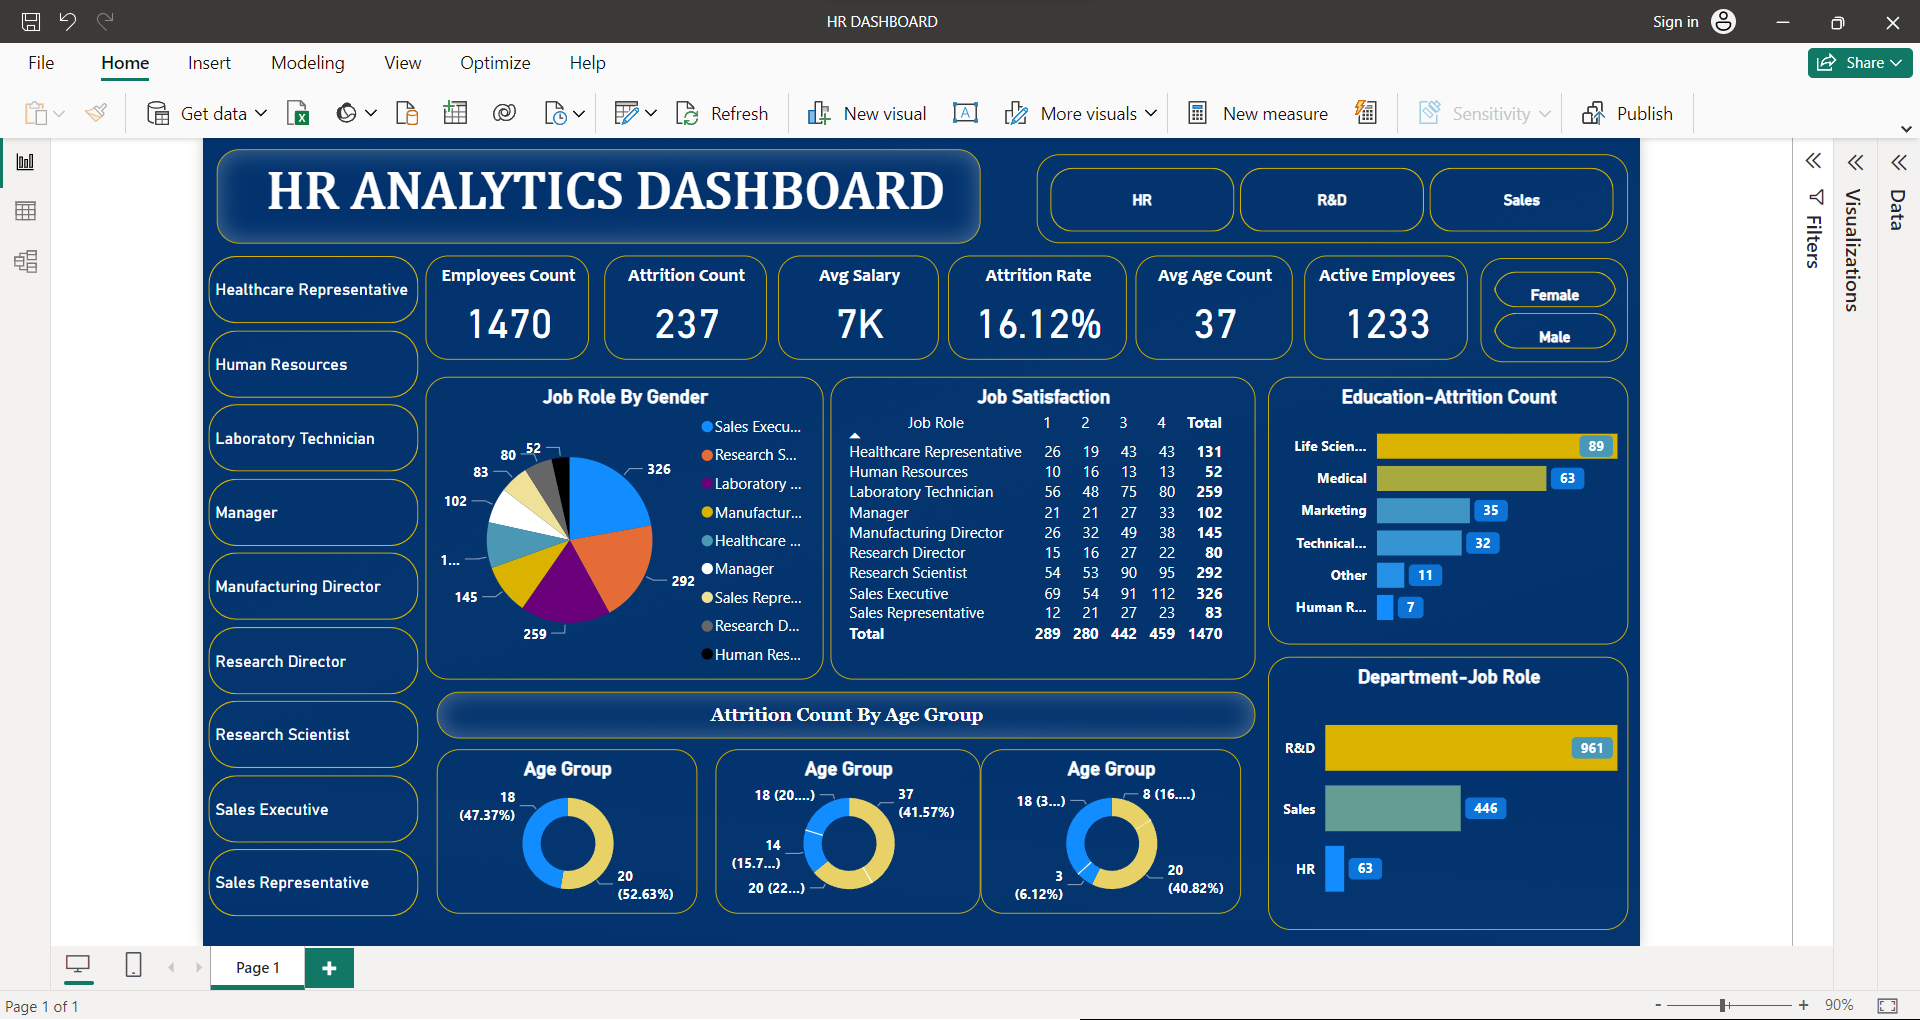 HR DASHBOARD
Sign in
File Home Insert Modeling View Optimize Help
Share
Get data
Refresh
New visual
A
More visuals
New measure
Sensitivity
Publish
HR ANALYTICS DASHBOARD
HR
R&D
Sales
Healthcare Representative
Human Resources
Laboratory Technician
Manager
Manufacturing Director
Research Director
Research Scientist
Sales Executive
Sales Representative
Employees Count
1470
Attrition Count
237
Avg Salary
7K
Attrition Rate
16.12%
Avg Age Count
37
Active Employees
1233
Female
Male
Job Role By Gender
326
292
259
145
1...
102
83
80
52
Sales Execu...
Research S...
Laboratory ...
Manufactur...
Healthcare ...
Manager
Sales Repre...
Research D...
Human Res...
Job Satisfaction
Job Role 1 2 3 4 Total
Healthcare Representative 26 19 43 43 131
Human Resources 10 16 13 13 52
Laboratory Technician 56 48 75 80 259
Manager 21 21 27 33 102
Manufacturing Director 26 32 49 38 145
Research Director 15 16 27 22 80
Research Scientist 54 53 90 95 292
Sales Executive 69 54 91 112 326
Sales Representative 12 21 27 23 83
Total 289 280 442 459 1470
Education-Attrition Count
Life Scien... 89
Medical 63
Marketing 35
Technical... 32
Other 11
Human R... 7
Attrition Count By Age Group
Age Group
18
(47.37%)
20
(52.63%)
Age Group
18 (20....)
37
(41.57%)
14
(15.7...)
20 (22...)
Age Group
18 (3...)
8 (16....)
3
(6.12%)
20
(40.82%)
Department-Job Role
R&D 961
Sales 446
HR 63
Filters
Visualizations
Data
Page 1
Page 1 of 1
90%